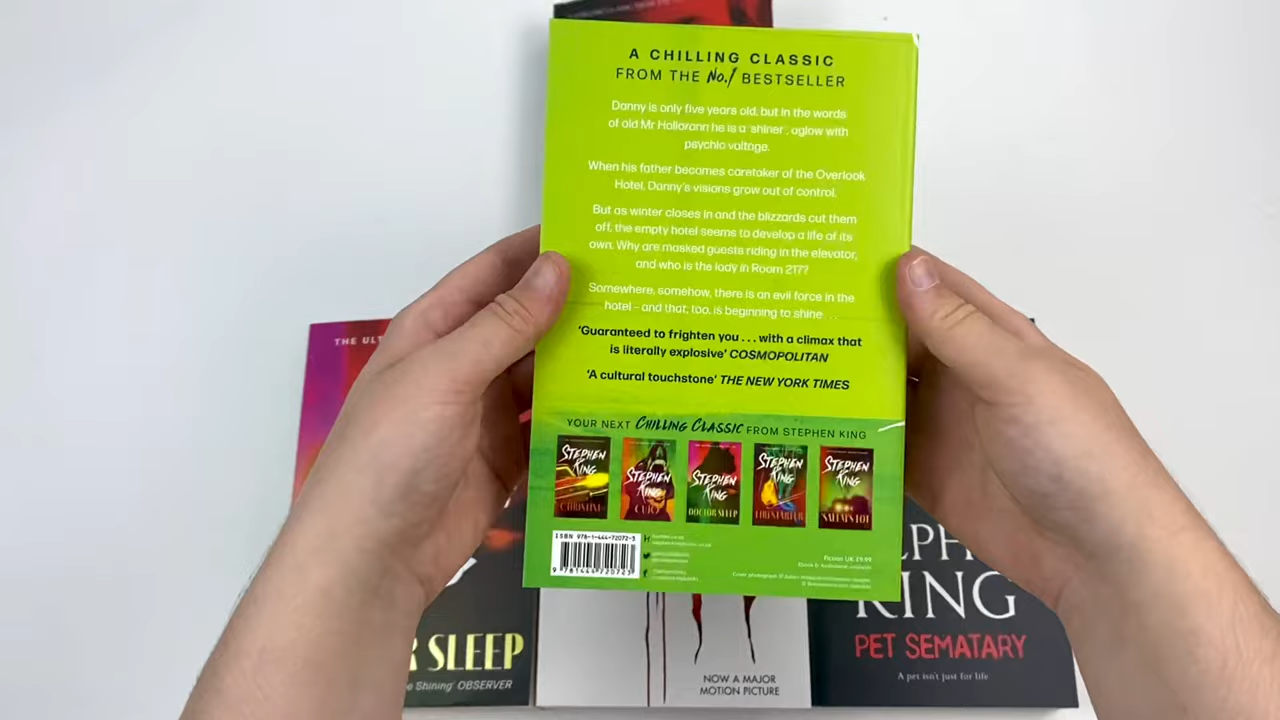 A CHILLING CLASSIC
FROM THE No.1 BESTSELLER
Danny is only five years old, but in the words
of old Mr Hallorann he is a 'shiner', aglow with
psychic voltage.
When his father becomes caretaker of the Overlook
Hotel, Danny's visions grow out of control.
But as winter closes in and the blizzards cut them
off, the empty hotel seems to develop a life of its
own. Why are masked guests riding in the elevator,
and who is the lady in Room 217?
Somewhere, somehow, there is an evil force in the
hotel – and that, too, is beginning to shine . . .
'Guaranteed to frighten you . . . with a climax that
is literally explosive' COSMOPOLITAN
'A cultural touchstone' THE NEW YORK TIMES
YOUR NEXT CHILLING CLASSIC FROM STEPHEN KING
STEPHEN KING CHRISTINE
STEPHEN KING CUJO
STEPHEN KING DOCTOR SLEEP
STEPHEN KING FIRESTARTER
STEPHEN KING 'SALEM'S LOT
ISBN 978-1-444-72072-3
9 781444 720723
Fiction UK £9.99
THE ULT
R SLEEP
e Shining' OBSERVER
NOW A MAJOR
MOTION PICTURE
EPH
KING
PET SEMATARY
A pet isn't just for life